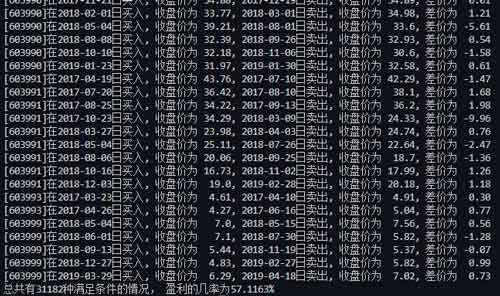 [603990]在2017-11-21日买入, 收盘价为 34.08, 2017-12-19日卖出, 收盘价为 34.89, 差价为 0.81
[603990]在2018-02-01日买入, 收盘价为 33.77, 2018-03-01日卖出, 收盘价为 34.98, 差价为 1.21
[603990]在2018-05-04日买入, 收盘价为 39.21, 2018-08-01日卖出, 收盘价为 33.6, 差价为 -5.61
[603990]在2018-08-08日买入, 收盘价为 32.39, 2018-09-26日卖出, 收盘价为 32.93, 差价为 0.54
[603990]在2018-10-10日买入, 收盘价为 32.18, 2018-11-06日卖出, 收盘价为 30.6, 差价为 -1.58
[603990]在2019-01-23日买入, 收盘价为 31.97, 2019-01-30日卖出, 收盘价为 32.58, 差价为 0.61
[603991]在2017-04-19日买入, 收盘价为 43.76, 2017-07-10日卖出, 收盘价为 42.29, 差价为 -1.47
[603991]在2017-07-20日买入, 收盘价为 36.42, 2017-08-10日卖出, 收盘价为 38.1, 差价为 1.68
[603991]在2017-08-25日买入, 收盘价为 34.22, 2017-09-13日卖出, 收盘价为 36.2, 差价为 1.98
[603991]在2017-10-23日买入, 收盘价为 34.29, 2018-03-09日卖出, 收盘价为 24.33, 差价为 -9.96
[603991]在2018-03-27日买入, 收盘价为 23.98, 2018-04-03日卖出, 收盘价为 24.74, 差价为 0.76
[603991]在2018-05-04日买入, 收盘价为 25.11, 2018-07-26日卖出, 收盘价为 22.64, 差价为 -2.47
[603991]在2018-08-06日买入, 收盘价为 20.06, 2018-09-25日卖出, 收盘价为 18.7, 差价为 -1.36
[603991]在2018-10-16日买入, 收盘价为 16.73, 2018-11-02日卖出, 收盘价为 17.99, 差价为 1.26
[603991]在2018-12-03日买入, 收盘价为 19.0, 2019-02-28日卖出, 收盘价为 20.18, 差价为 1.18
[603993]在2017-03-23日买入, 收盘价为 4.61, 2017-04-10日卖出, 收盘价为 4.91, 差价为 0.30
[603993]在2017-04-26日买入, 收盘价为 4.27, 2017-06-16日卖出, 收盘价为 5.04, 差价为 0.77
[603999]在2018-05-04日买入, 收盘价为 7.0, 2018-05-15日卖出, 收盘价为 7.56, 差价为 0.56
[603999]在2018-06-01日买入, 收盘价为 7.1, 2018-07-30日卖出, 收盘价为 5.82, 差价为 -1.28
[603999]在2018-09-13日买入, 收盘价为 5.44, 2018-11-19日卖出, 收盘价为 5.37, 差价为 -0.07
[603999]在2018-12-27日买入, 收盘价为 4.83, 2019-02-27日卖出, 收盘价为 5.82, 差价为 0.99
[603999]在2019-03-29日买入, 收盘价为 6.29, 2019-04-18日卖出, 收盘价为 7.02, 差价为 0.73
总共有31182种满足条件的情况, 盈利的几率为57.1163%